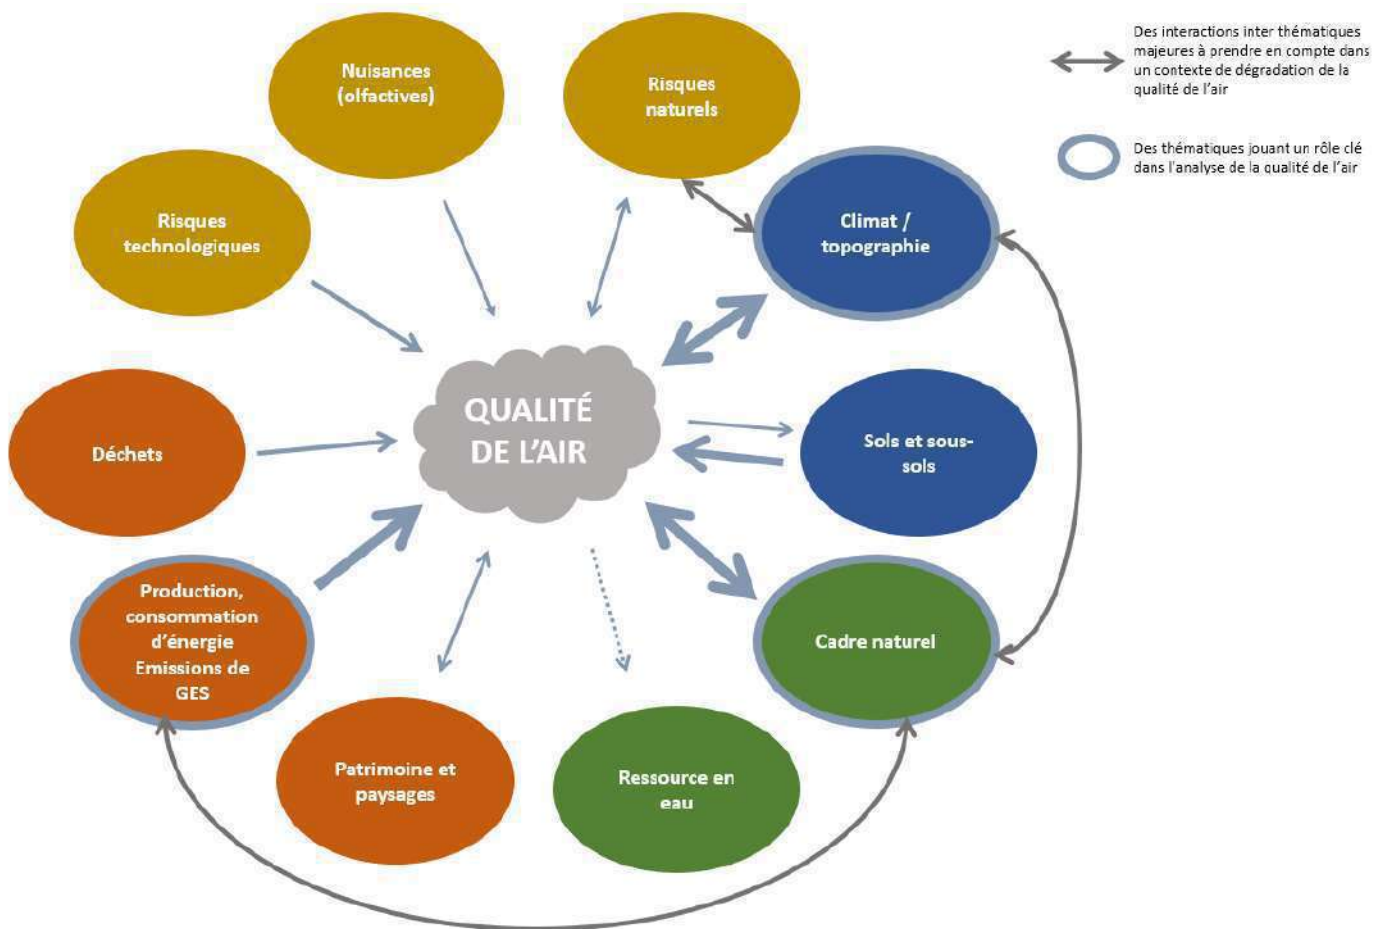 Des interactions inter thématiques
majeures à prendre en compte dans
un contexte de dégradation de la
qualité de l'air
Des thématiques jouant un rôle clé
dans l'analyse de la qualité de l'air
Nuisances
(olfactives)
Risques
naturels
Risques
technologiques
Climat /
topographie
QUALITÉ
DE L'AIR
Déchets
Sols et sous-
sols
Production,
consommation
d'énergie
Emissions de
GES
Cadre naturel
Patrimoine et
paysages
Ressource en
eau